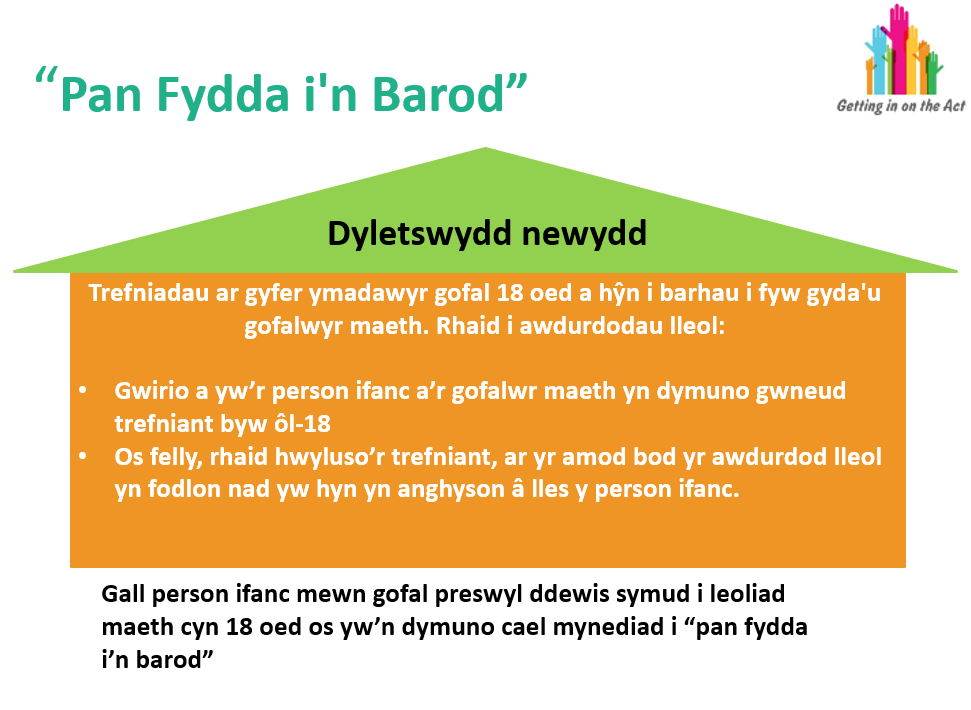 “Pan Fydda i'n Barod”
Getting in on the Act
Dyletswydd newydd
Trefniadau ar gyfer ymadawyr gofal 18 oed a hŷn i barhau i fyw gyda'u
gofalwyr maeth. Rhaid i awdurdodau lleol:
• Gwirio a yw’r person ifanc a’r gofalwr maeth yn dymuno gwneud
trefniant byw ôl-18
• Os felly, rhaid hwyluso’r trefniant, ar yr amod bod yr awdurdod lleol
yn fodlon nad yw hyn yn anghyson â lles y person ifanc.
Gall person ifanc mewn gofal preswyl ddewis symud i leoliad
maeth cyn 18 oed os yw’n dymuno cael mynediad i “pan fydda
i’n barod”